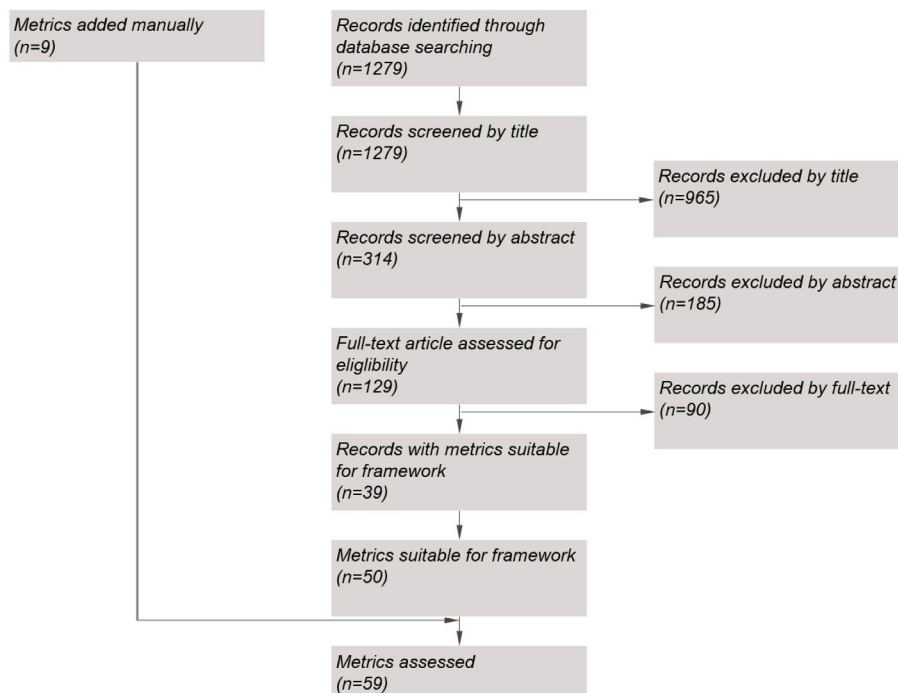 Metrics added manually
(n=9)
Records identified through
database searching
(n=1279)
Records screened by title
(n=1279)
Records excluded by title
(n=965)
Records screened by abstract
(n=314)
Records excluded by abstract
(n=185)
Full-text article assessed for
eliglibility
(n=129)
Records excluded by full-text
(n=90)
Records with metrics suitable
for framework
(n=39)
Metrics suitable for framework
(n=50)
Metrics assessed
(n=59)